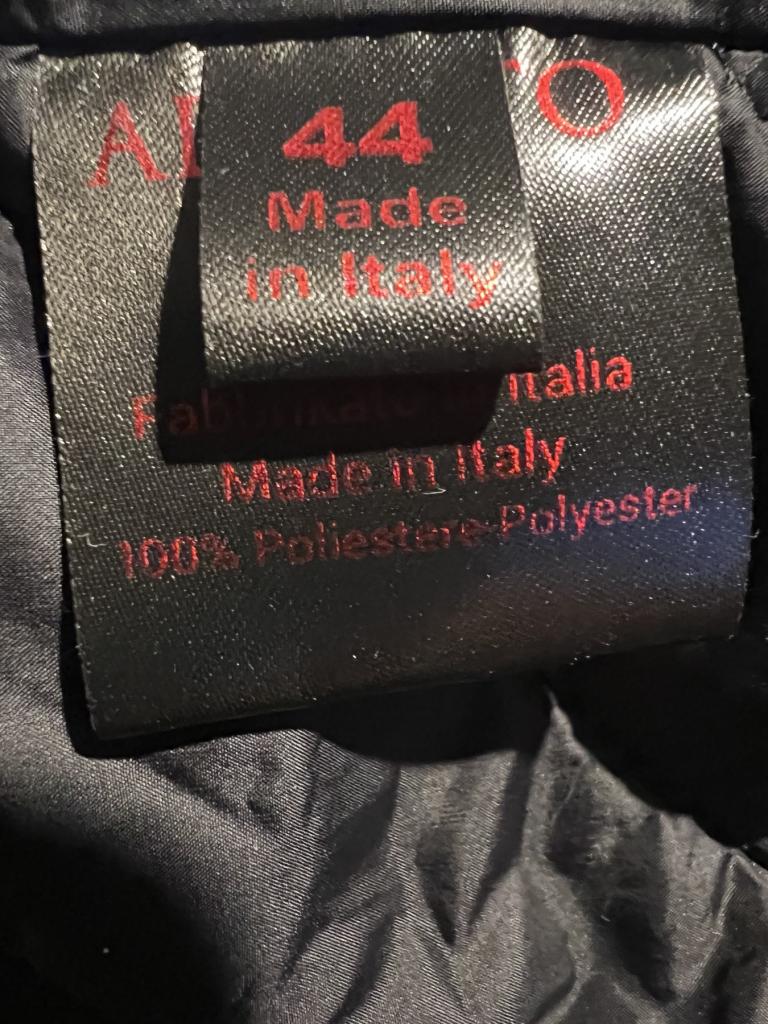 44
Made
in Italy
Italia
Made in Italy
100% Poliestere-Polyester